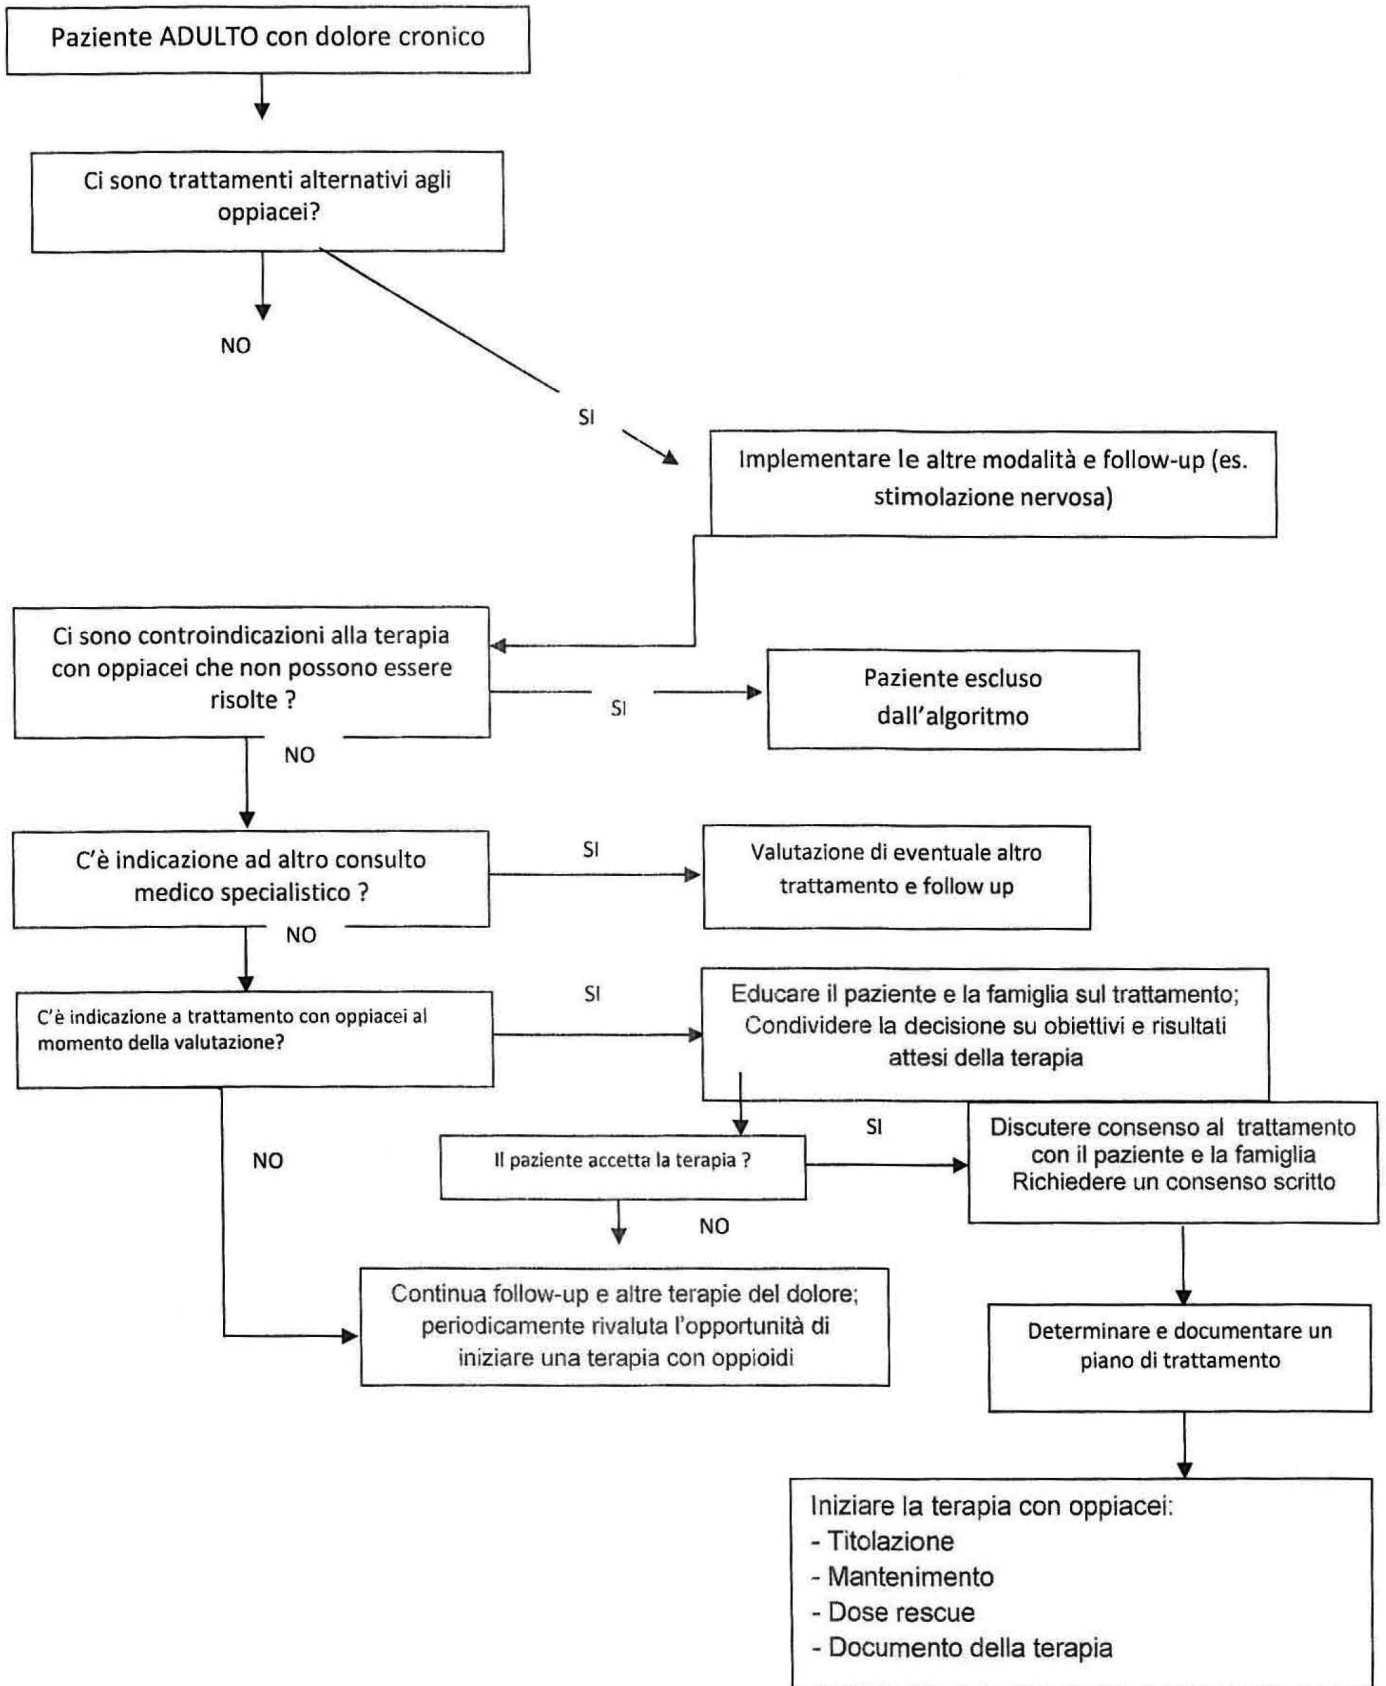 Paziente ADULTO con dolore cronico
Ci sono trattamenti alternativi agli
oppiacei?
NO
SI
Implementare le altre modalità e follow-up (es.
stimolazione nervosa)
Ci sono controindicazioni alla terapia
con oppiacei che non possono essere
risolte ?
SI
Paziente escluso
dall'algoritmo
NO
C'è indicazione ad altro consulto
medico specialistico ?
SI
Valutazione di eventuale altro
trattamento e follow up
NO
C'è indicazione a trattamento con oppiacei al
momento della valutazione?
SI
Educare il paziente e la famiglia sul trattamento;
Condividere la decisione su obiettivi e risultati
attesi della terapia
NO
Il paziente accetta la terapia ?
SI
Discutere consenso al trattamento
con il paziente e la famiglia
Richiedere un consenso scritto
NO
Continua follow-up e altre terapie del dolore;
periodicamente rivaluta l'opportunità di
iniziare una terapia con oppioidi
Determinare e documentare un
piano di trattamento
Iniziare la terapia con oppiacei:
- Titolazione
- Mantenimento
- Dose rescue
- Documento della terapia